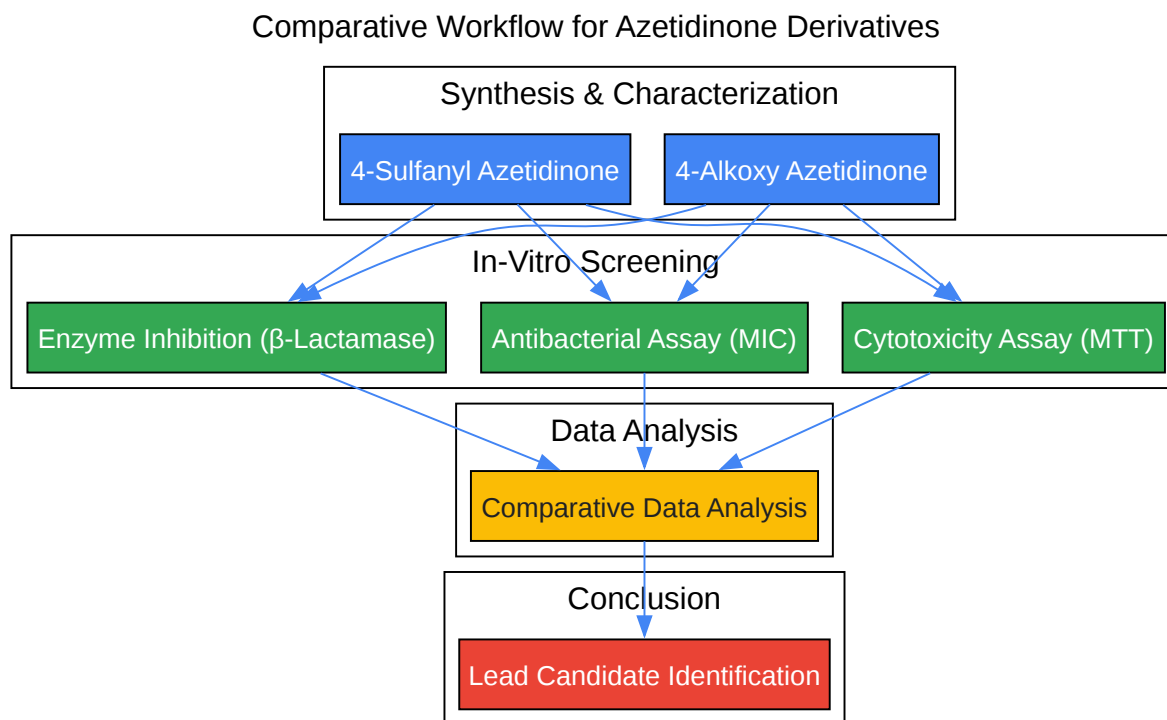 Comparative Workflow for Azetidinone Derivatives
Synthesis & Characterization
4-Sulfanyl Azetidinone
4-Alkoxy Azetidinone
In-Vitro Screening
Enzyme Inhibition (β-Lactamase)
Antibacterial Assay (MIC)
Cytotoxicity Assay (MTT)
Data Analysis
Comparative Data Analysis
Conclusion
Lead Candidate Identification